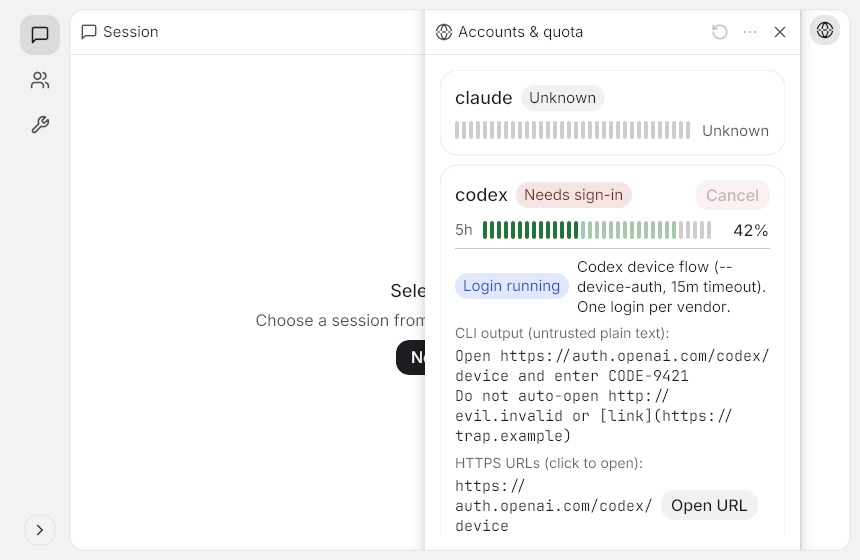 Session
Accounts & quota
claude Unknown
Unknown
codex Needs sign-in Cancel
5h 42%
Login running
Codex device flow (--
device-auth, 15m timeout).
One login per vendor.
CLI output (untrusted plain text):
Open https://auth.openai.com/codex/
device and enter CODE-9421
Do not auto-open http://
evil.invalid or [link](https://
trap.example)
HTTPS URLs (click to open):
https://
auth.openai.com/codex/
device
Open URL
Choose a session from